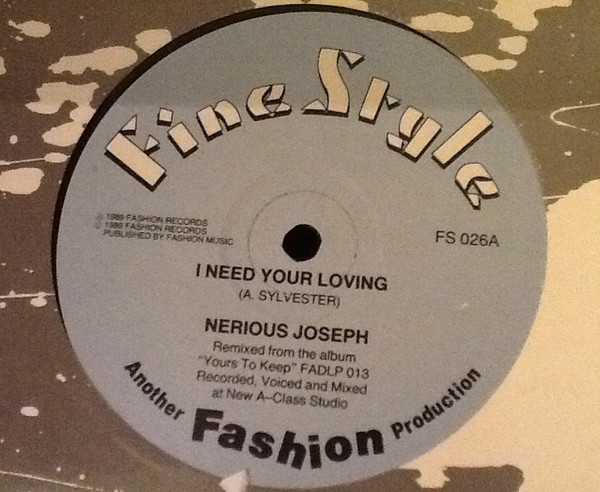 Fine Style
℗ 1989 FASHION RECORDS
© 1989 FASHION RECORDS
PUBLISHED BY FASHION MUSIC
FS 026A
I NEED YOUR LOVING
(A. SYLVESTER)
NERIOUS JOSEPH
Remixed from the album
"Yours To Keep" FADLP 013
Recorded, Voiced and Mixed
at New A-Class Studio
Another Fashion Production